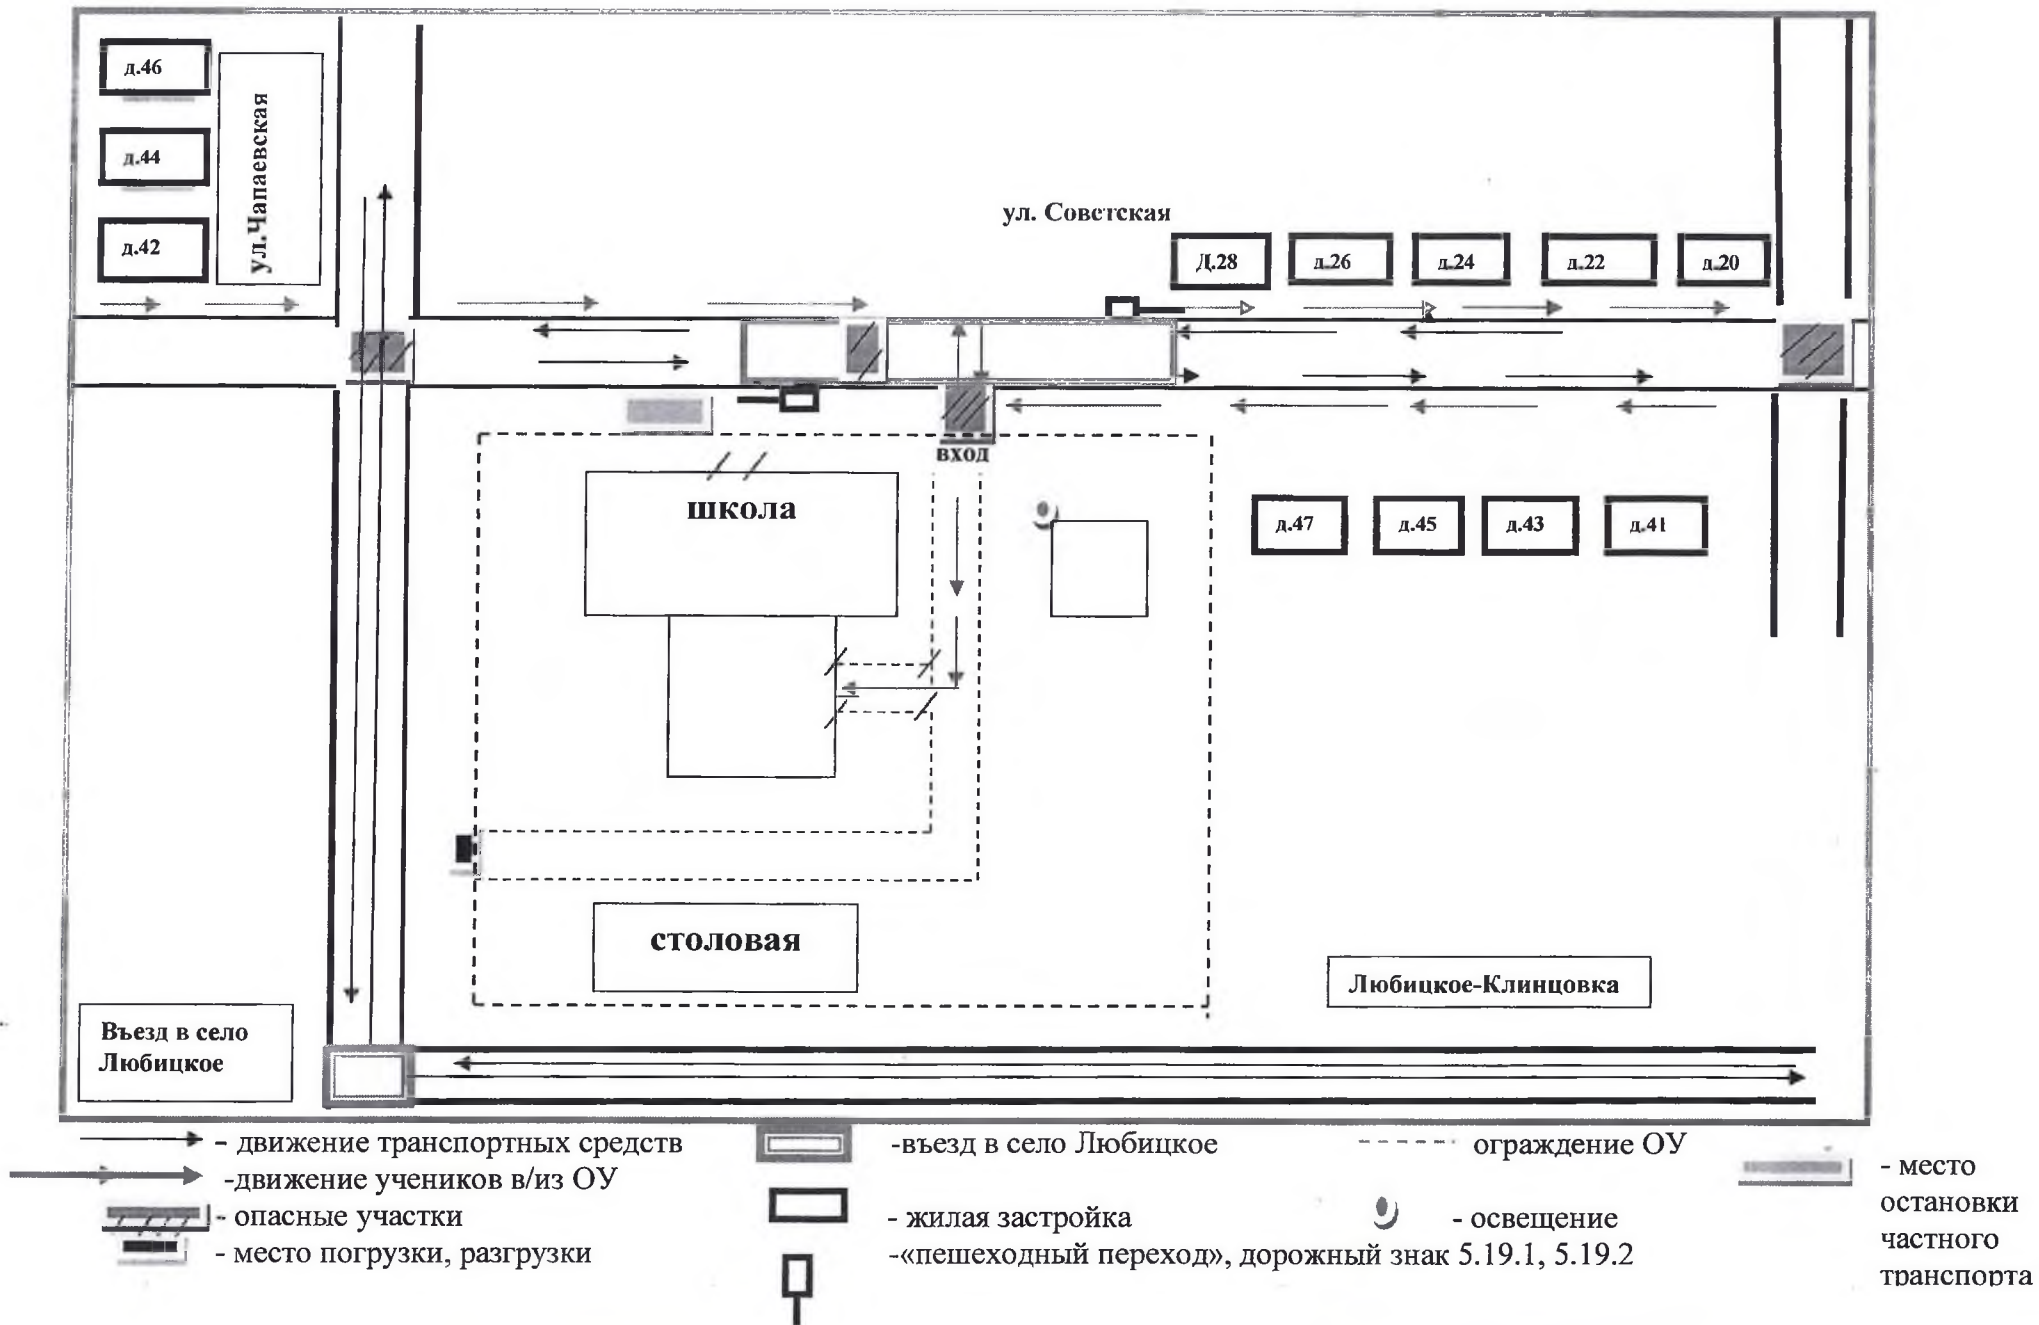 д.46
д.44
д.42
ул.Чапаевская
ул. Советская
Д.28
д.26
д.24
д.22
д.20
вход
школа
д.47
д.45
д.43
д.41
столовая
Любицкое-Клинцовка
Въезд в село
Любицкое
- движение транспортных средств
-въезд в село Любицкое
ограждение ОУ
-движение учеников в/из ОУ
- место
остановки
частного
транспорта
- опасные участки
- жилая застройка
- освещение
- место погрузки, разгрузки
-«пешеходный переход», дорожный знак 5.19.1, 5.19.2